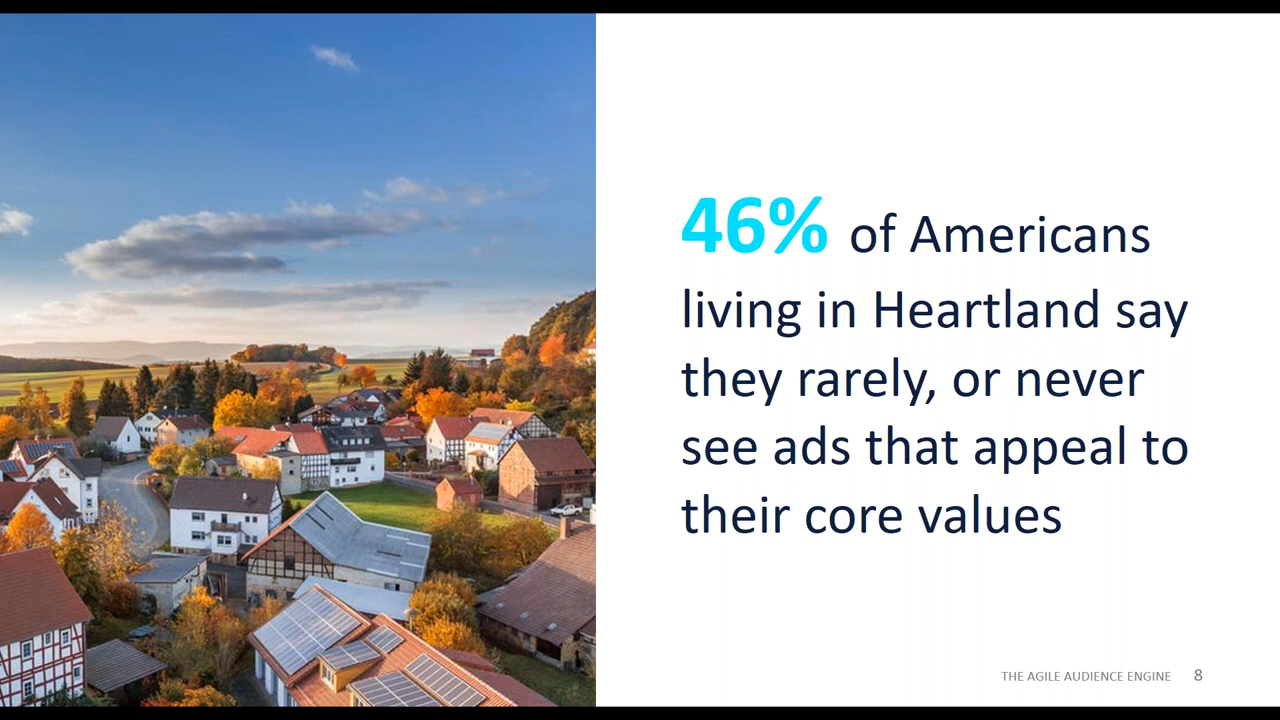 46% of Americans
living in Heartland say
they rarely, or never
see ads that appeal to
their core values
THE AGILE AUDIENCE ENGINE 8